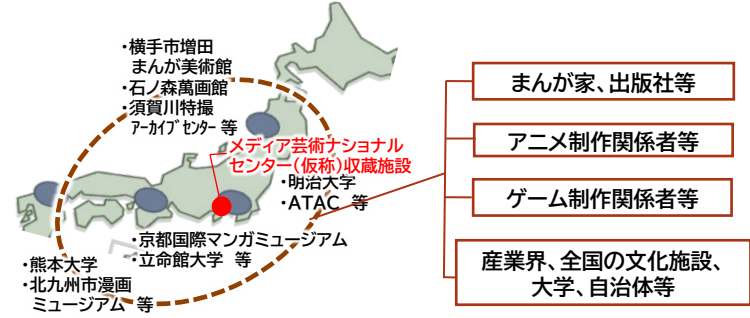 ・横手市増田
まんが美術館
・石ノ森萬画館
・須賀川特撮
ｱｰｶｲﾌﾞ ｾﾝﾀｰ 等
メディア芸術ナショナル
センター（仮称）収蔵施設
・明治大学
・ATAC 等
・京都国際マンガミュージアム
・立命館大学 等
・熊本大学
・北九州市漫画
ミュージアム 等
まんが家、出版社等
アニメ制作関係者等
ゲーム制作関係者等
産業界、全国の文化施設、
大学、自治体等